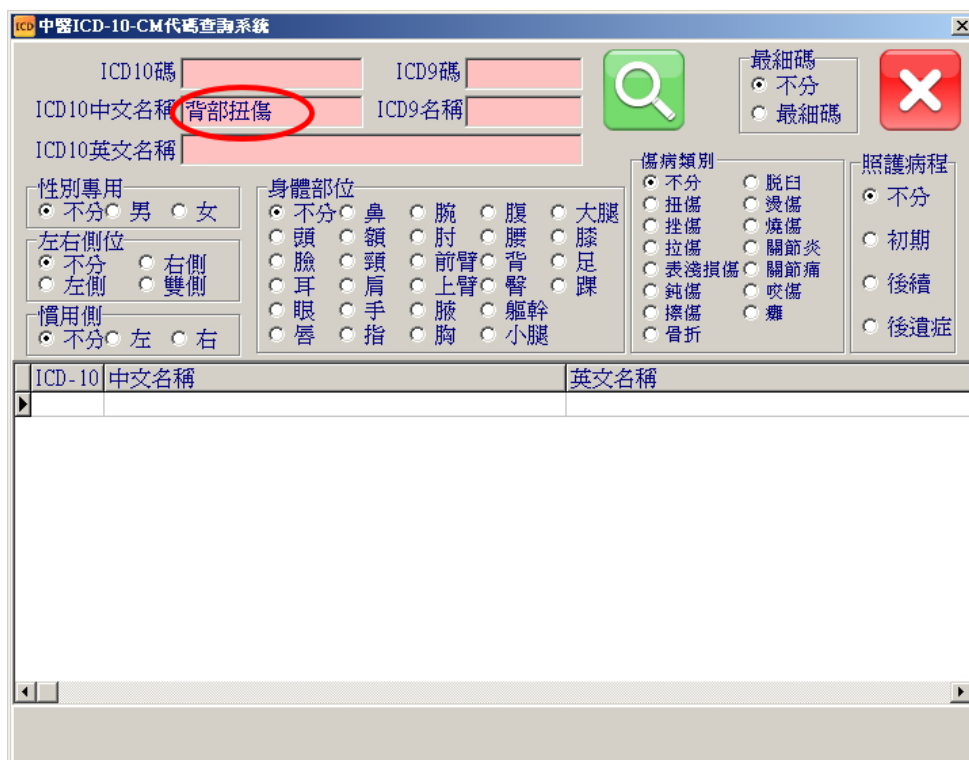 中醫ICD-10-CM代碼查詢系統
ICD10碼 ICD9碼
ICD10中文名稱 背部扭傷 ICD9名稱
ICD10英文名稱
最細碼
不分
最細碼
性別專用
不分 男 女
左右側位
不分 右側
左側 雙側
慣用側
不分 左 右
身體部位
不分 鼻 腕 腹 大腿
頭 額 肘 腰 膝
臉 頸 前臂 背 足
耳 肩 上臂 臀 踝
眼 手 腋 軀幹
唇 指 胸 小腿
傷病類別
不分 脫臼
扭傷 燙傷
挫傷 燒傷
拉傷 關節炎
表淺損傷 關節痛
鈍傷 咬傷
擦傷 癱
骨折
照護病程
不分
初期
後續
後遺症
ICD-10 中文名稱 英文名稱